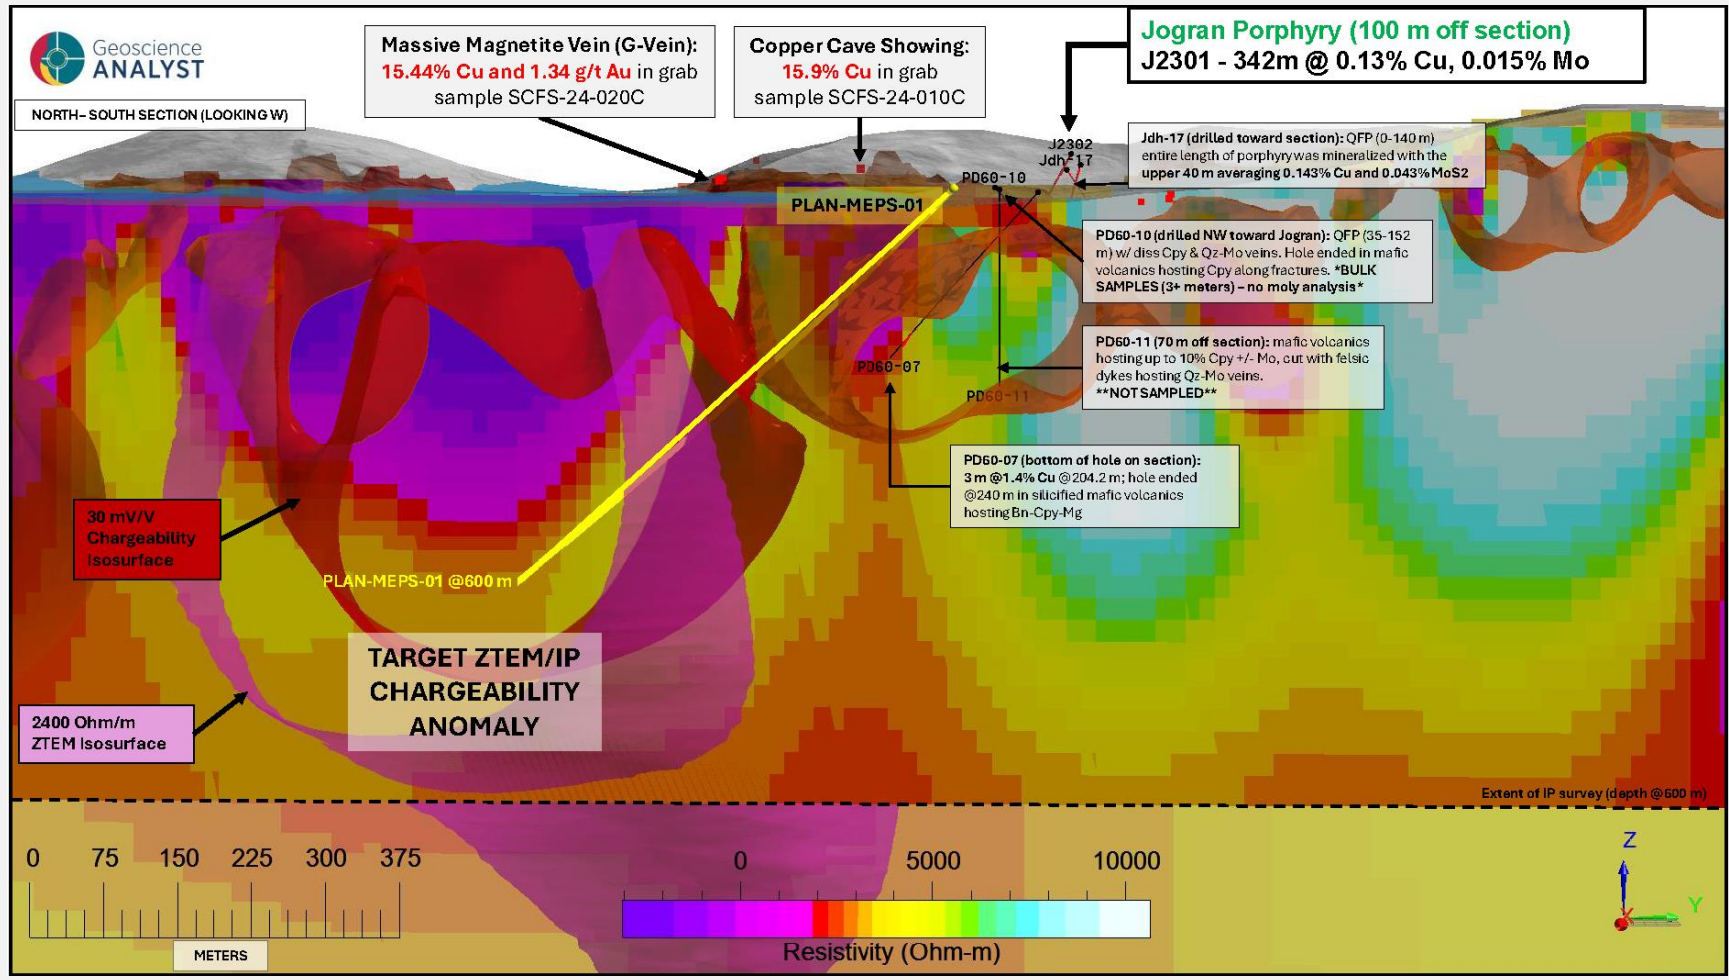 Geoscience
ANALYST
NORTH– SOUTH SECTION (LOOKING W)
Massive Magnetite Vein (G-Vein):
15.44% Cu and 1.34 g/t Au in grab
sample SCFS-24-020C
Copper Cave Showing:
15.9% Cu in grab
sample SCFS-24-010C
Jogran Porphyry (100 m off section)
J2301 - 342m @ 0.13% Cu, 0.015% Mo
J2302
Jdh-17
PD60-10
PLAN-MEPS-01
Jdh-17 (drilled toward section): QFP (0-140 m)
entire length of porphyry was mineralized with the
upper 40 m averaging 0.143% Cu and 0.043% MoS2
PD60-10 (drilled NW toward Jogran): QFP (35-152
m) w/ diss Cpy & Qz-Mo veins. Hole ended in mafic
volcanics hosting Cpy along fractures. *BULK
SAMPLES (3+ meters) – no moly analysis*
PD60-11 (70 m off section): mafic volcanics
hosting up to 10% Cpy +/- Mo, cut with felsic
dykes hosting Qz-Mo veins.
**NOT SAMPLED**
PD60-07
PD60-11
PD60-07 (bottom of hole on section):
3 m @1.4% Cu @204.2 m; hole ended
@240 m in silicified mafic volcanics
hosting Bn-Cpy-Mg
30 mV/V
Chargeability
Isosurface
PLAN-MEPS-01 @600 m
TARGET ZTEM/IP
CHARGEABILITY
ANOMALY
2400 Ohm/m
ZTEM Isosurface
Extent of IP survey (depth @600 m)
0 75 150 225 300 375
METERS
0 5000 10000
Resistivity (Ohm-m)
Z
X
Y